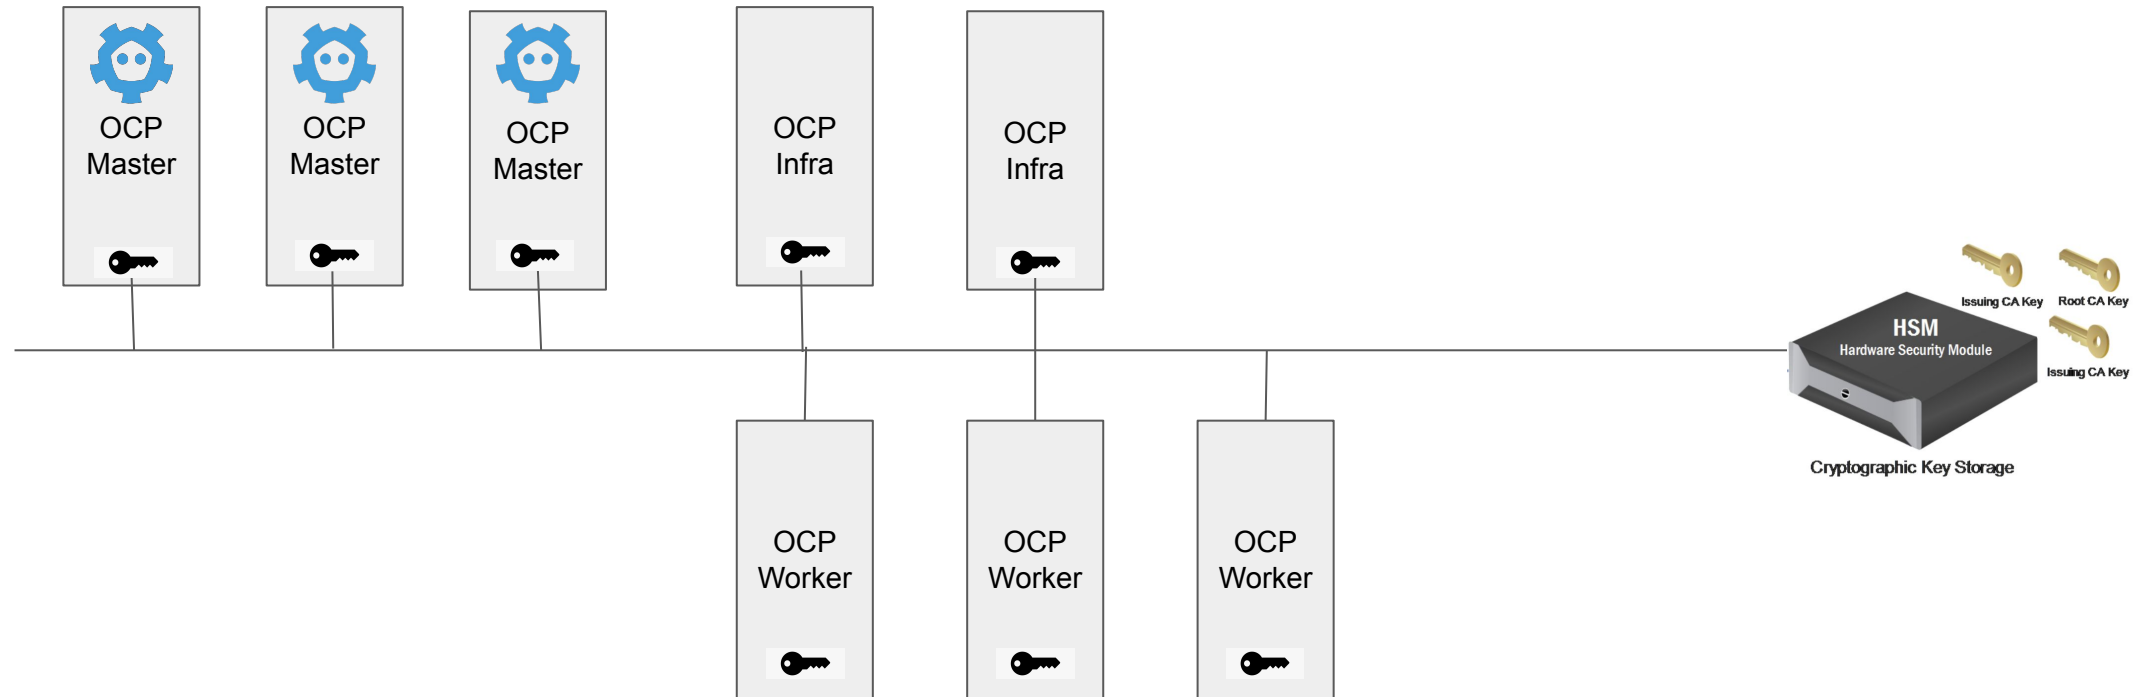 OCP
Master
OCP
Master
OCP
Master
OCP
Infra
OCP
Infra
Issuing CA Key
Root CA Key
HSM
Hardware Security Module
Issuing CA Key
Cryptographic Key Storage
OCP
Worker
OCP
Worker
OCP
Worker